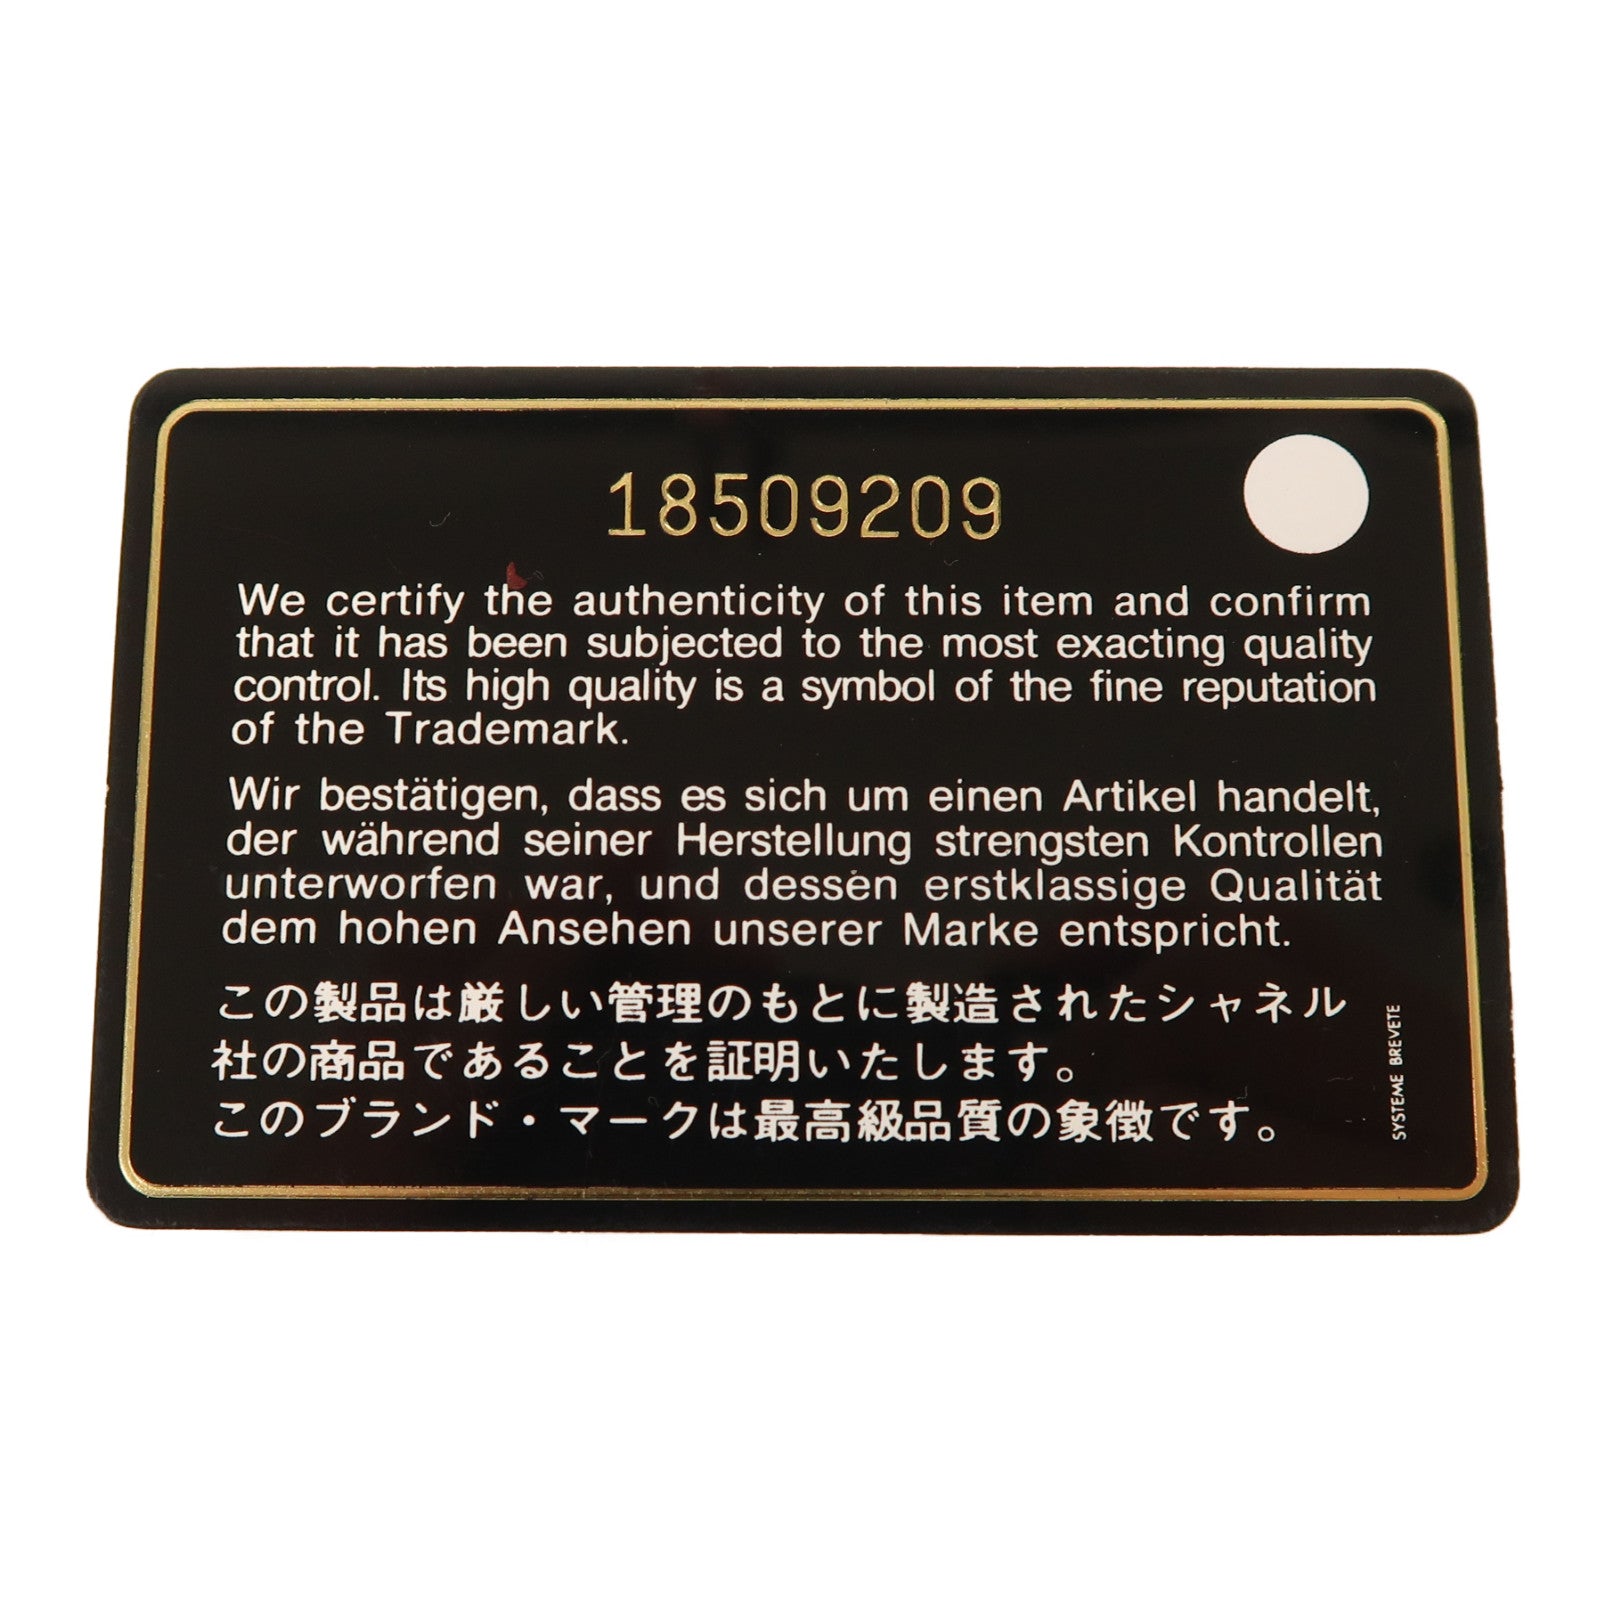 18509209
We certify the authenticity of this item and confirm
that it has been subjected to the most exacting quality
control. Its high quality is a symbol of the fine reputation
of the Trademark.
Wir bestätigen, dass es sich um einen Artikel handelt,
der während seiner Herstellung strengsten Kontrollen
unterworfen war, und dessen erstklassige Qualität
dem hohen Ansehen unserer Marke entspricht.
この製品は厳しい管理のもとに製造されたシャネル
社の商品であることを証明いたします。
このブランド・マークは最高級品質の象徴です。
SYSTEME BREVETE